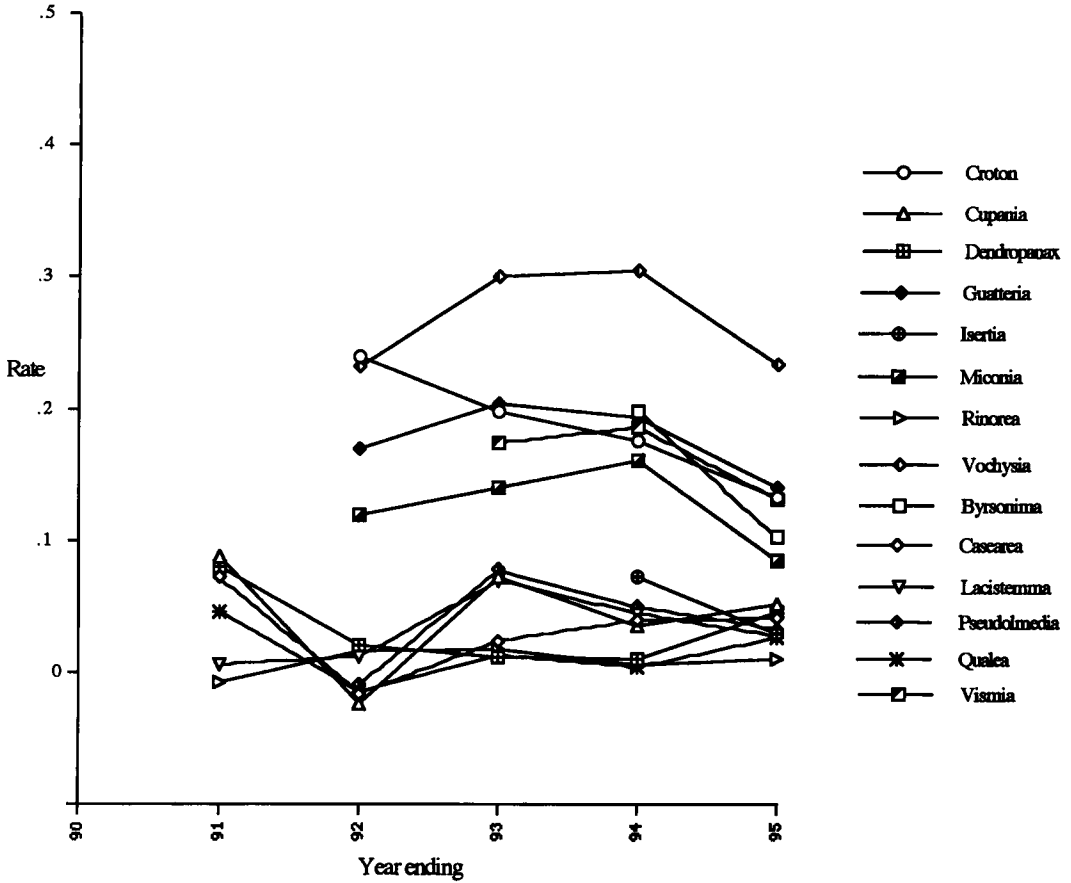 .5
.4
.3
.2
.1
0
Rate
90
91
92
93
94
95
Year ending
Croton
Cupania
Dendropanax
Guatteria
Isertia
Miconia
Rinorea
Vochysia
Byrsonima
Casearea
Lacistemma
Pseudolmedia
Qualea
Vismia